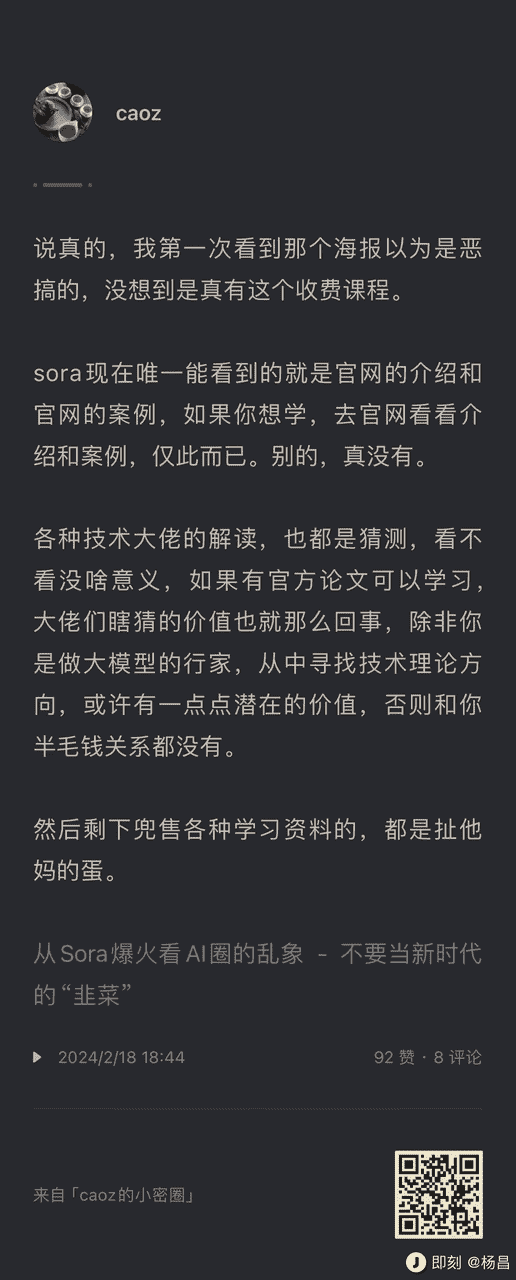 caoz
说真的，我第一次看到那个海报以为是恶
搞的，没想到是真有这个收费课程。
sora现在唯一能看到的就是官网的介绍和
官网的案例，如果你想学，去官网看看介
绍和案例，仅此而已。别的，真没有。
各种技术大佬的解读，也都是猜测，看不
看没啥意义，如果有官方论文可以学习，
大佬们瞎猜的价值也就那么回事，除非你
是做大模型的行家，从中寻找技术理论方
向，或许有一点点潜在的价值，否则和你
半毛钱关系都没有。
然后剩下兜售各种学习资料的，都是扯他
妈的蛋。
从Sora爆火看AI圈的乱象 - 不要当新时代
的“韭菜”
2024/2/18 18:44
92 赞 · 8 评论
来自「caoz的小密圈」
即刻 @杨昌